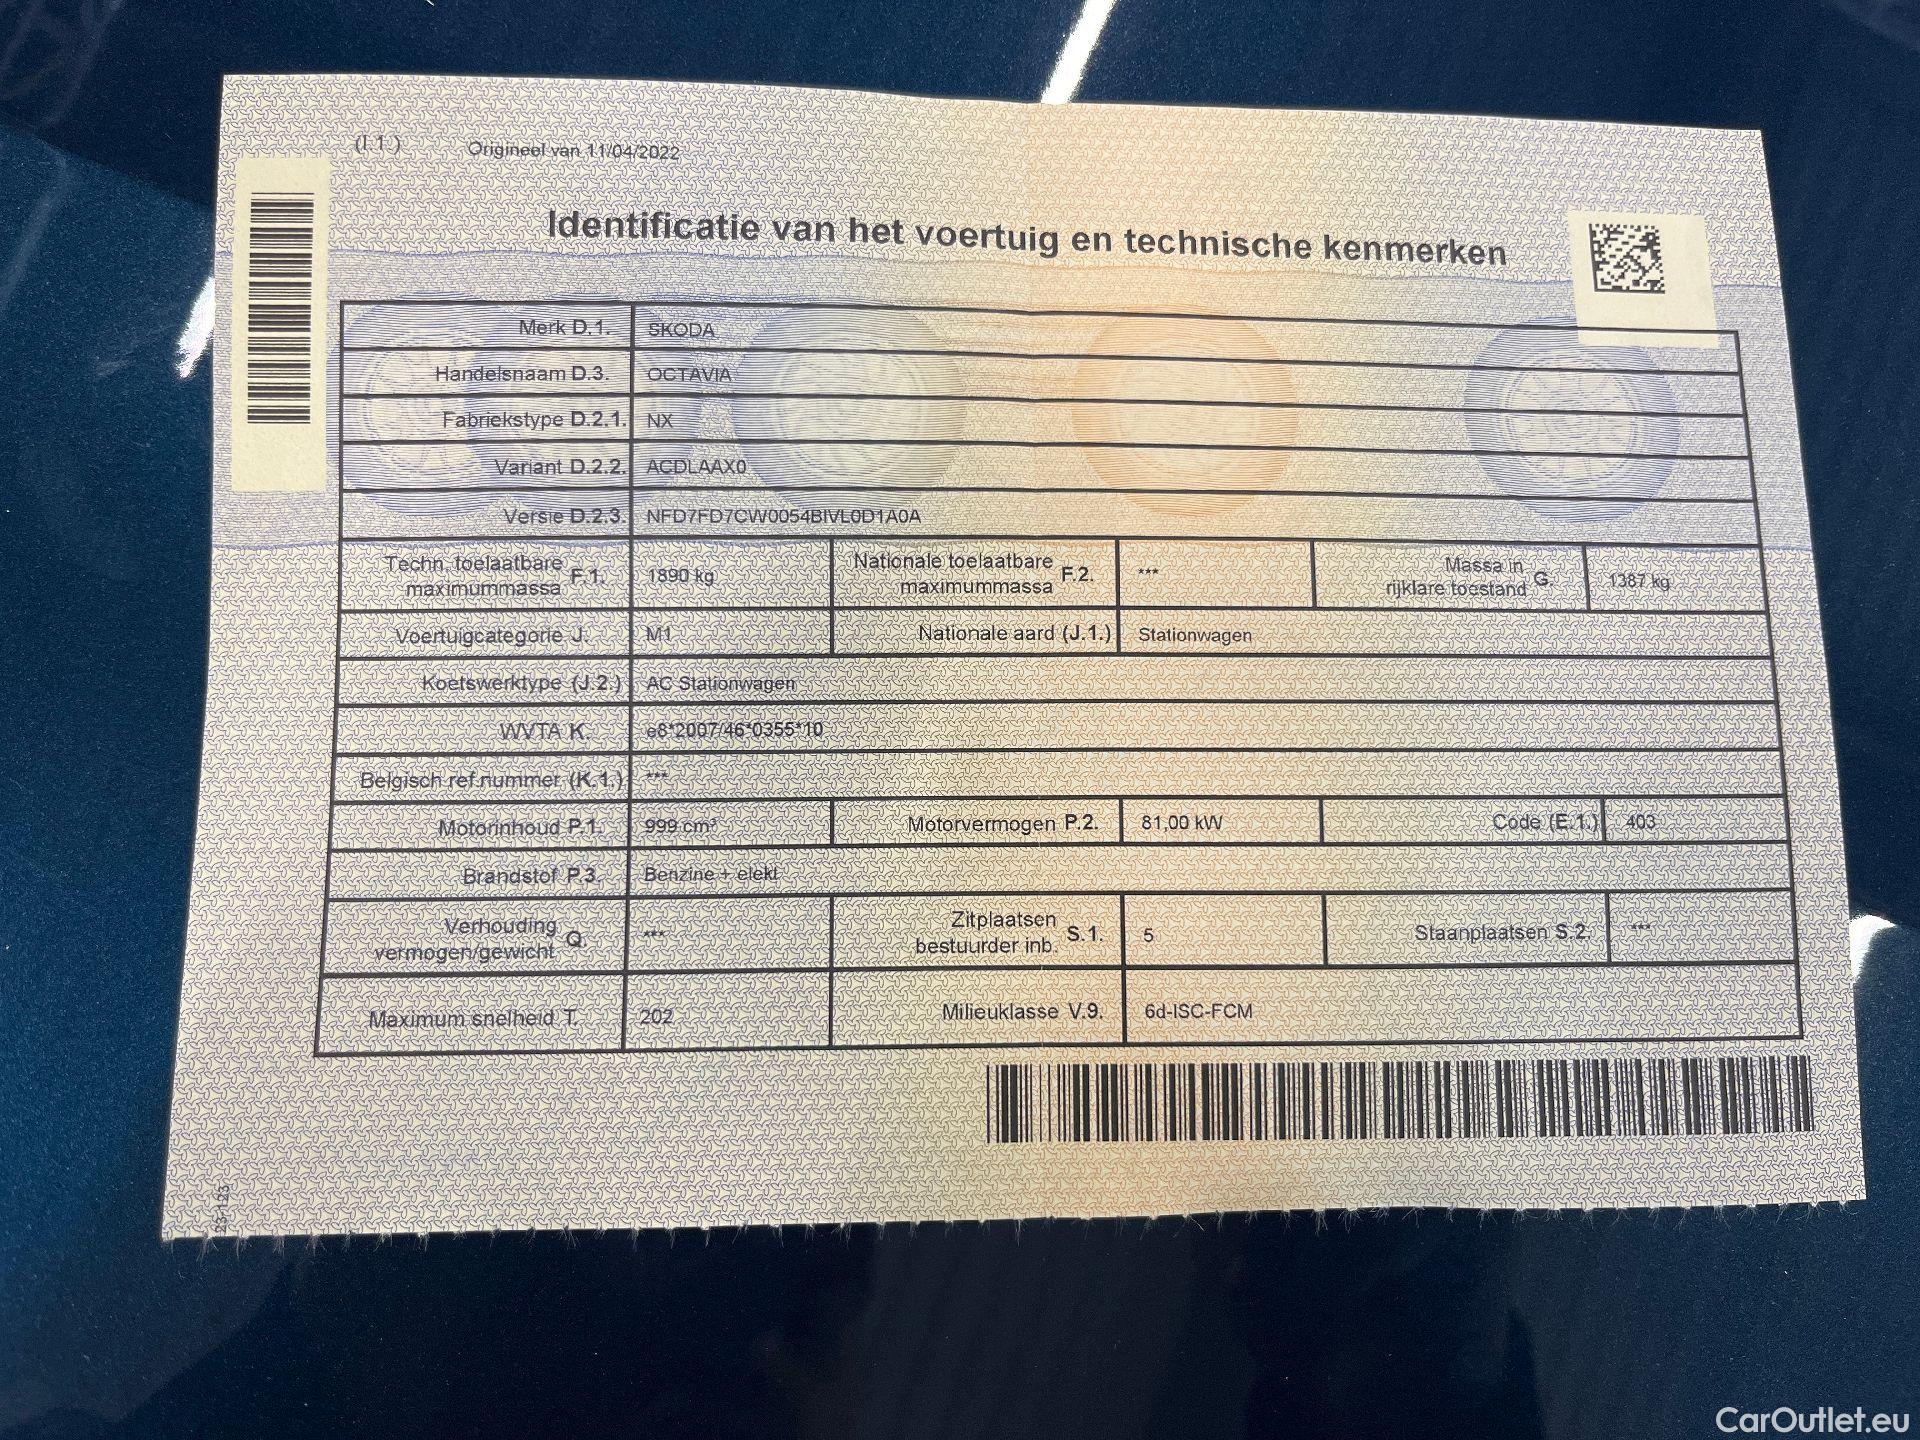 (I.1.) Origineel van 11/04/2022
Identificatie van het voertuig en technische kenmerken
Merk D.1. SKODA
Handelsnaam D.3. OCTAVIA
Fabriekstype D.2.1. NX
Variant D.2.2. ACDLAAX0
Versie D.2.3. NFD7FD7CW0054BIVL0D1A0A
Techn. toelaatbare maximummassa F.1. 1890 kg Nationale toelaatbare maximummassa F.2. *** Massa in rijklare toestand G. 1387 kg
Voertuigcategorie J. M1 Nationale aard (J.1.) Stationwagen
Koetswerktype (J.2.) AC Stationwagen
WVTA K. e8*2007/46*0355*10
Belgisch ref.nummer (K.1.) ***
Motorinhoud P.1. 999 cm³ Motorvermogen P.2. 81,00 kW Code (E.1.) 403
Brandstof P.3. Benzine + elekt
Verhouding vermogen/gewicht Q. *** Zitplaatsen bestuurder inb. S.1. 5 Staanplaatsen S.2. ***
Maximum snelheid T. 202 Milieuklasse V.9. 6d-ISC-FCM
23-1-23
CarOutlet.eu